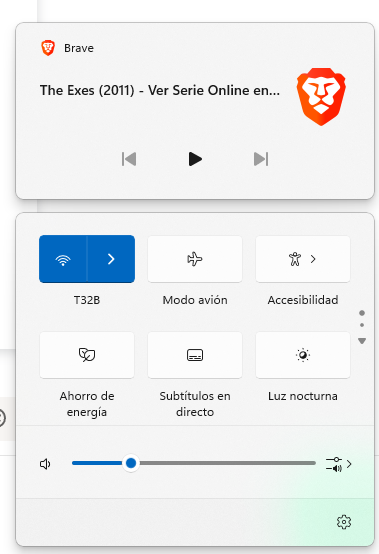 Brave
The Exes (2011) - Ver Serie Online en...
T32B
Modo avión
Accesibilidad
Ahorro de
energía
Subtítulos en
directo
Luz nocturna